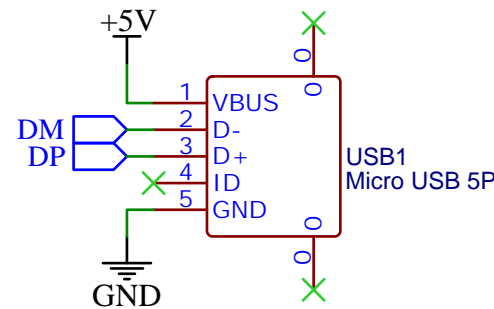 +5V
0
0
1 VBUS
DM 2 D-
DP 3 D+
4 ID
5 GND
USB1
Micro USB 5P
0
0
GND